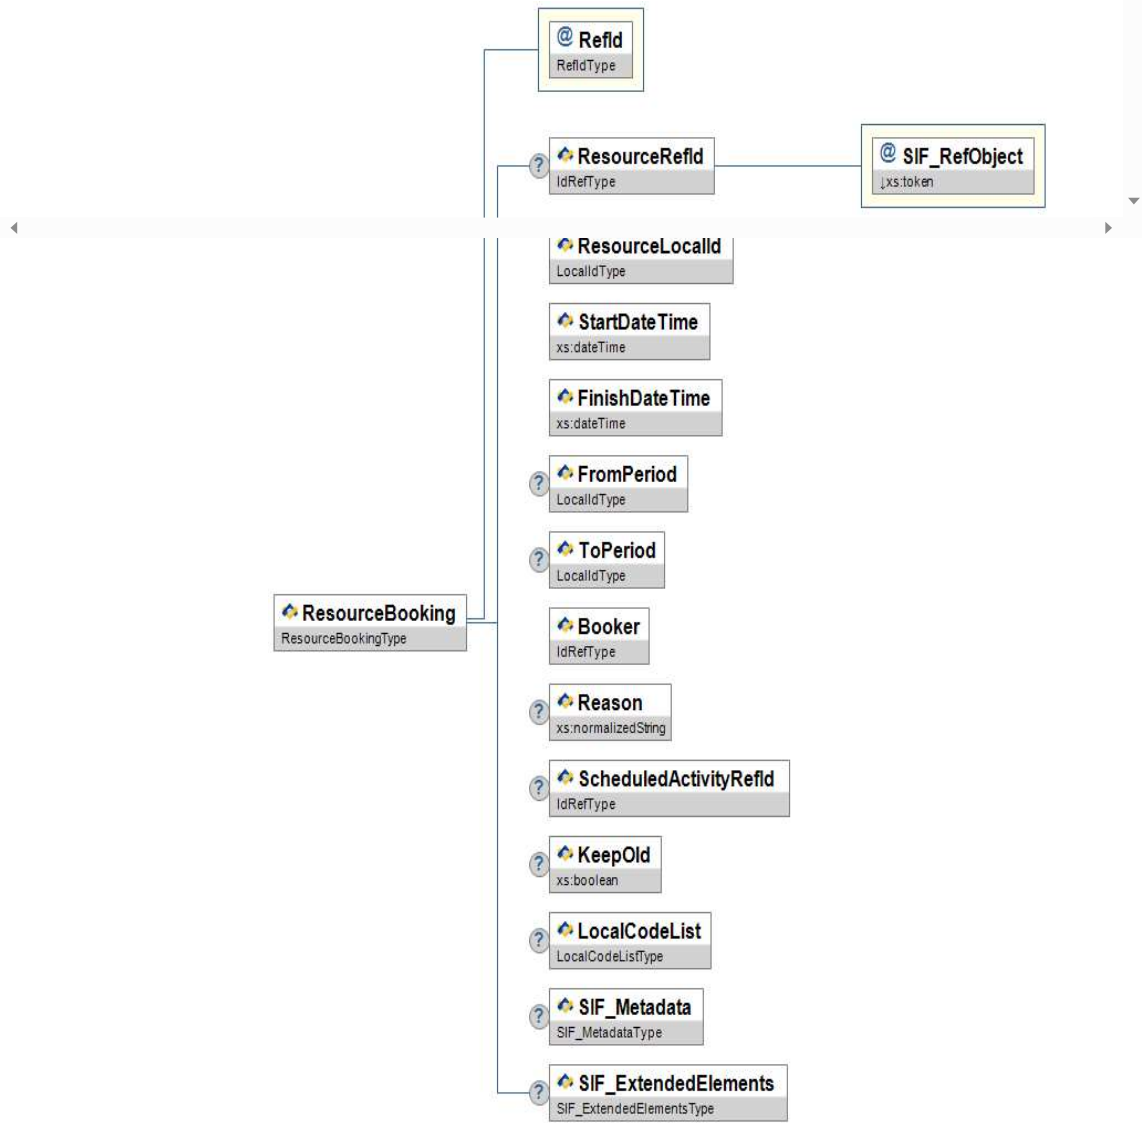 @ RefId
RefIdType
? ResourceRefId
IdRefType
@ SIF_RefObject
↓xs:token
ResourceLocalId
LocalIdType
StartDateTime
xs:dateTime
FinishDateTime
xs:dateTime
? FromPeriod
LocalIdType
? ToPeriod
LocalIdType
ResourceBooking
ResourceBookingType
Booker
IdRefType
? Reason
xs:normalizedString
? ScheduledActivityRefId
IdRefType
? KeepOld
xs:boolean
? LocalCodeList
LocalCodeListType
? SIF_Metadata
SIF_MetadataType
? SIF_ExtendedElements
SIF_ExtendedElementsType